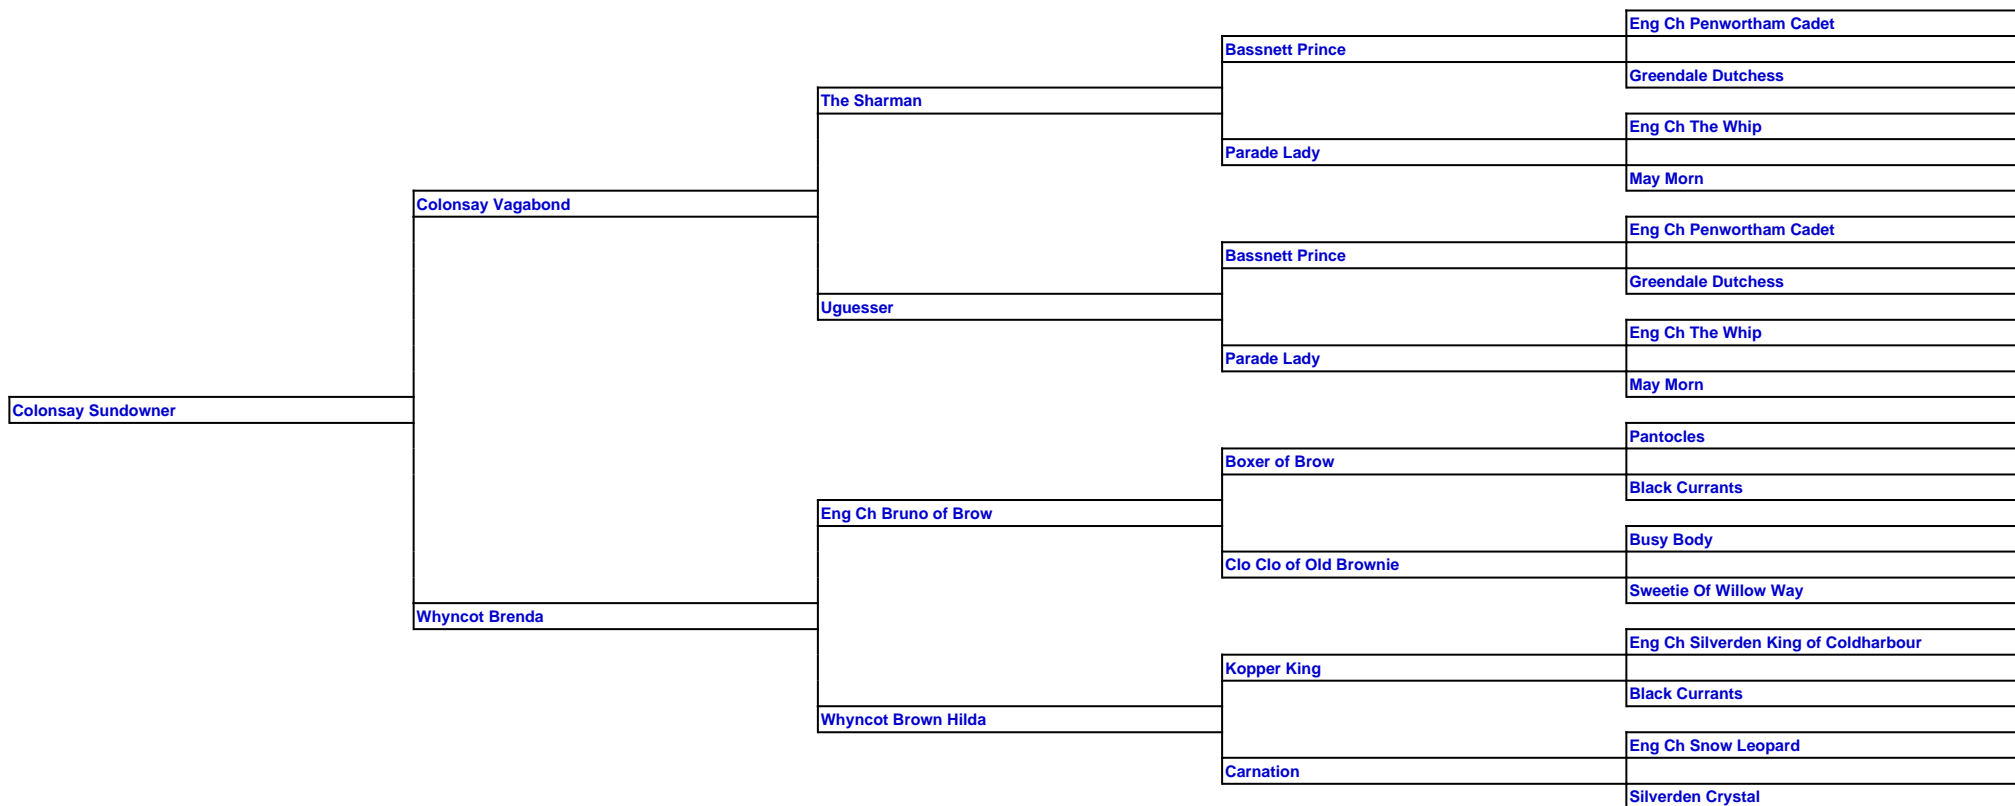 Eng Ch Penwortham Cadet
Bassnett Prince
Greendale Dutchess
The Sharman
Eng Ch The Whip
Parade Lady
May Morn
Colonsay Vagabond
Eng Ch Penwortham Cadet
Bassnett Prince
Greendale Dutchess
Uguesser
Eng Ch The Whip
Parade Lady
May Morn
Colonsay Sundowner
Pantocles
Boxer of Brow
Black Currants
Eng Ch Bruno of Brow
Busy Body
Clo Clo of Old Brownie
Sweetie Of Willow Way
Whyncot Brenda
Eng Ch Silverden King of Coldharbour
Kopper King
Black Currants
Whyncot Brown Hilda
Eng Ch Snow Leopard
Carnation
Silverden Crystal